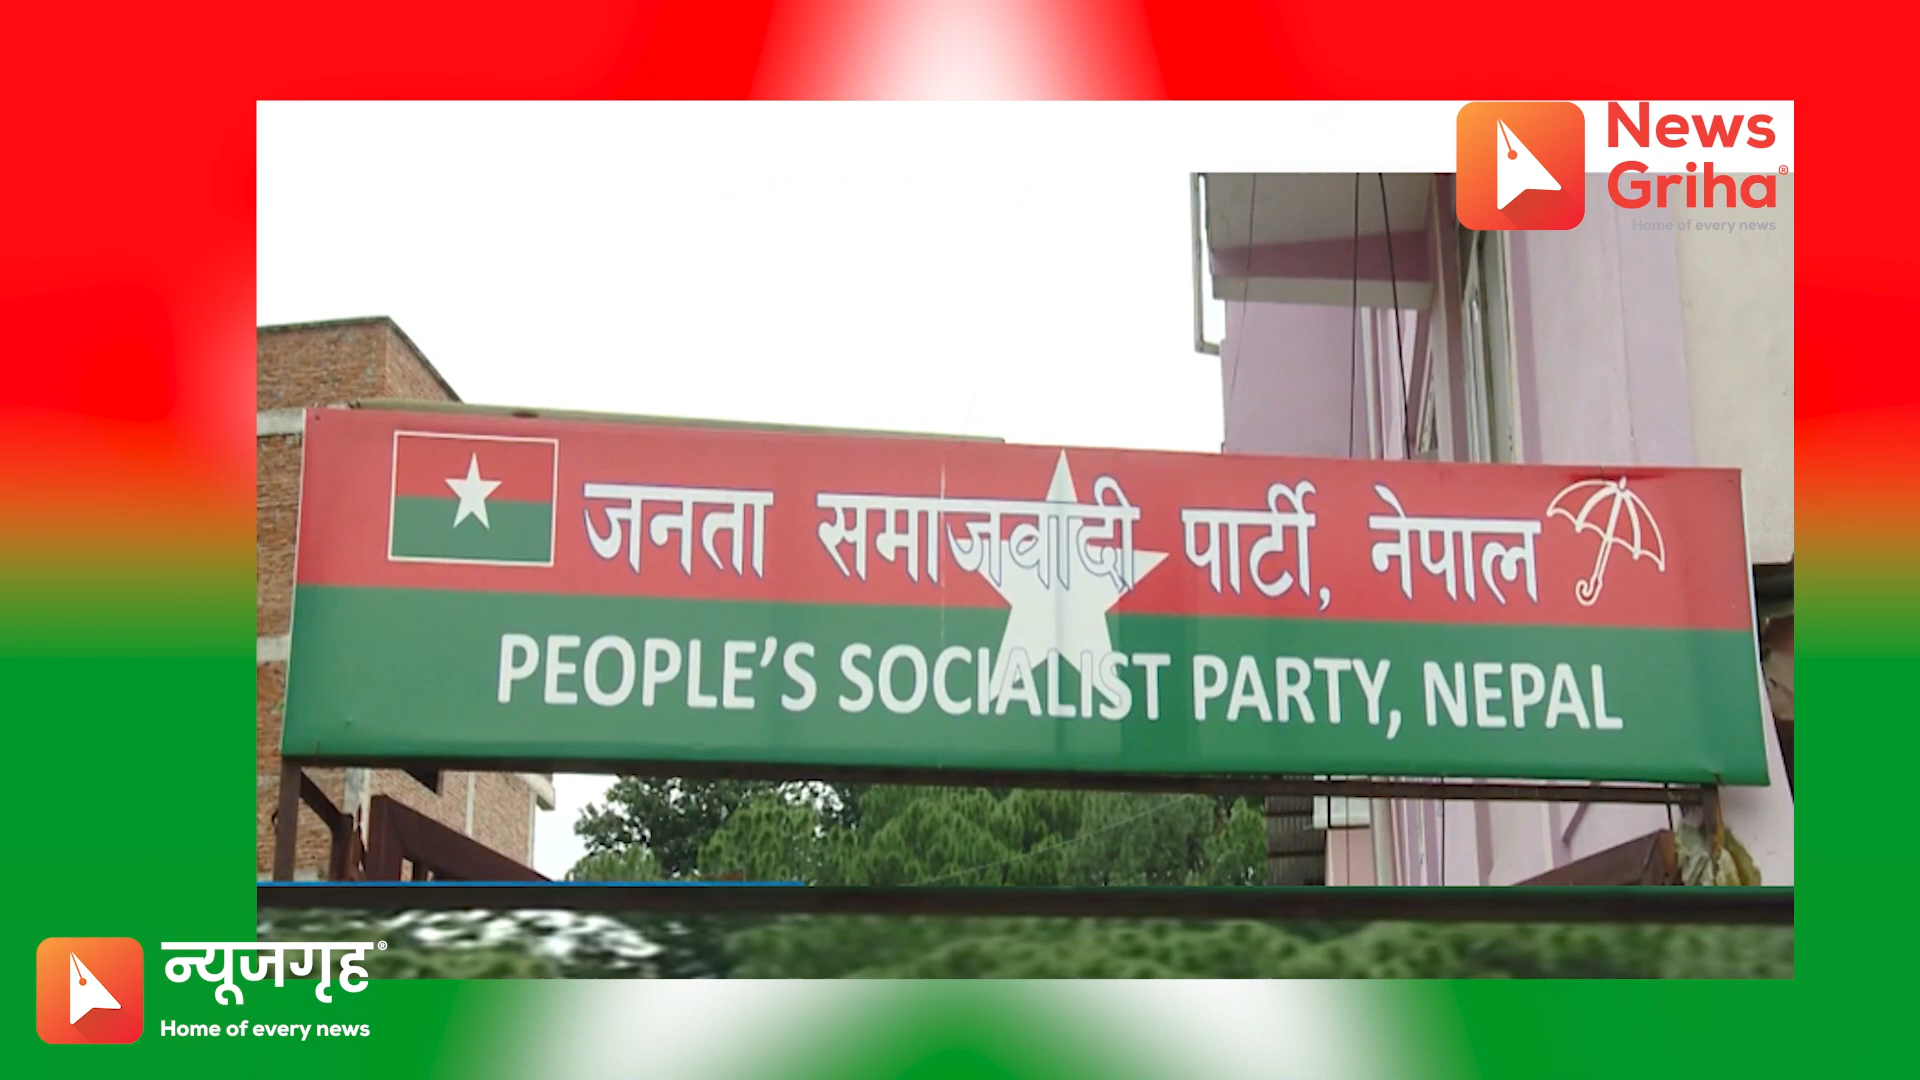 News
Griha®
Home of every news
जनता समाजवादी पार्टी, नेपाल
PEOPLE'S SOCIALIST PARTY, NEPAL
न्यूजगृह®
Home of every news